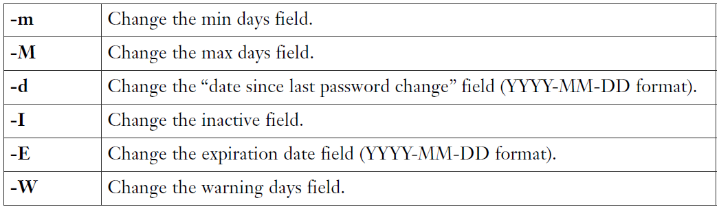 -m Change the min days field.
-M Change the max days field.
-d Change the “date since last password change” field (YYYY-MM-DD format).
-I Change the inactive field.
-E Change the expiration date field (YYYY-MM-DD format).
-W Change the warning days field.